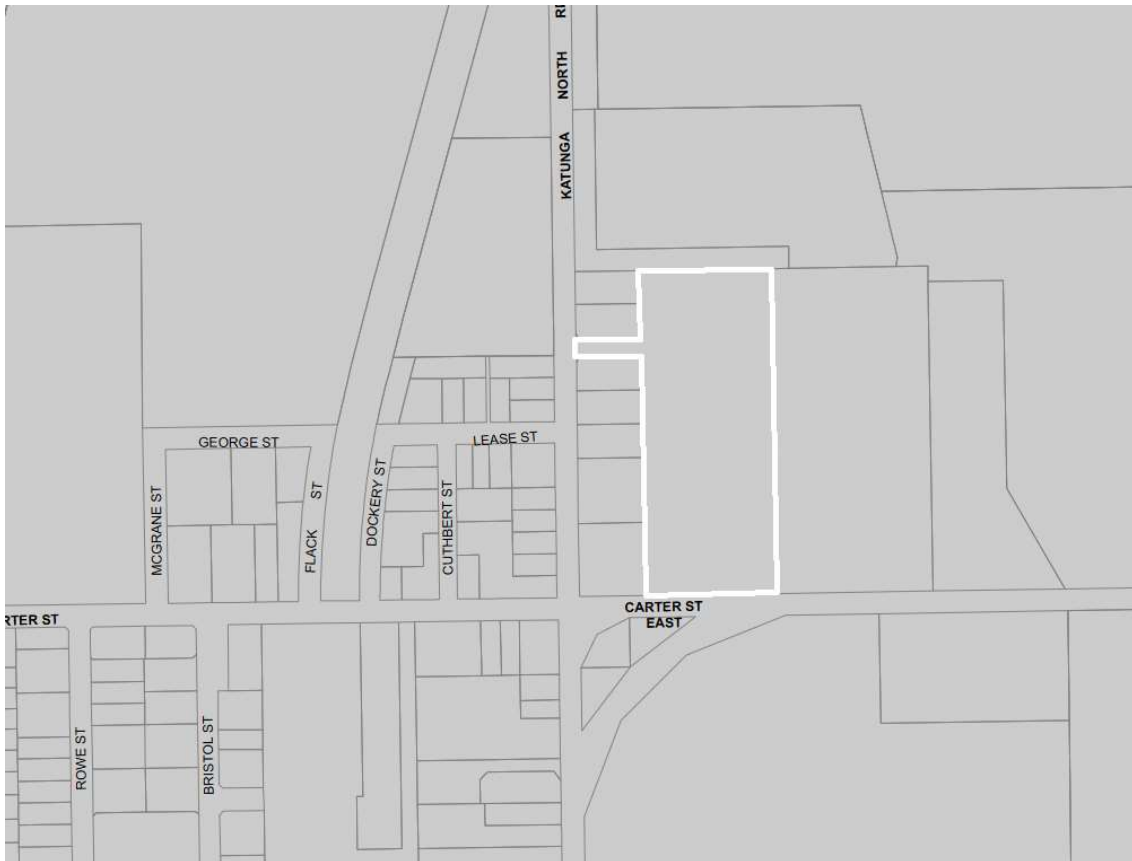 KATUNGA NORTH
GEORGE ST
LEASE ST
MCGRANE ST
FLACK ST
DOCKERY ST
CUTHBERT ST
RTER ST
CARTER ST
EAST
ROWE ST
BRISTOL ST